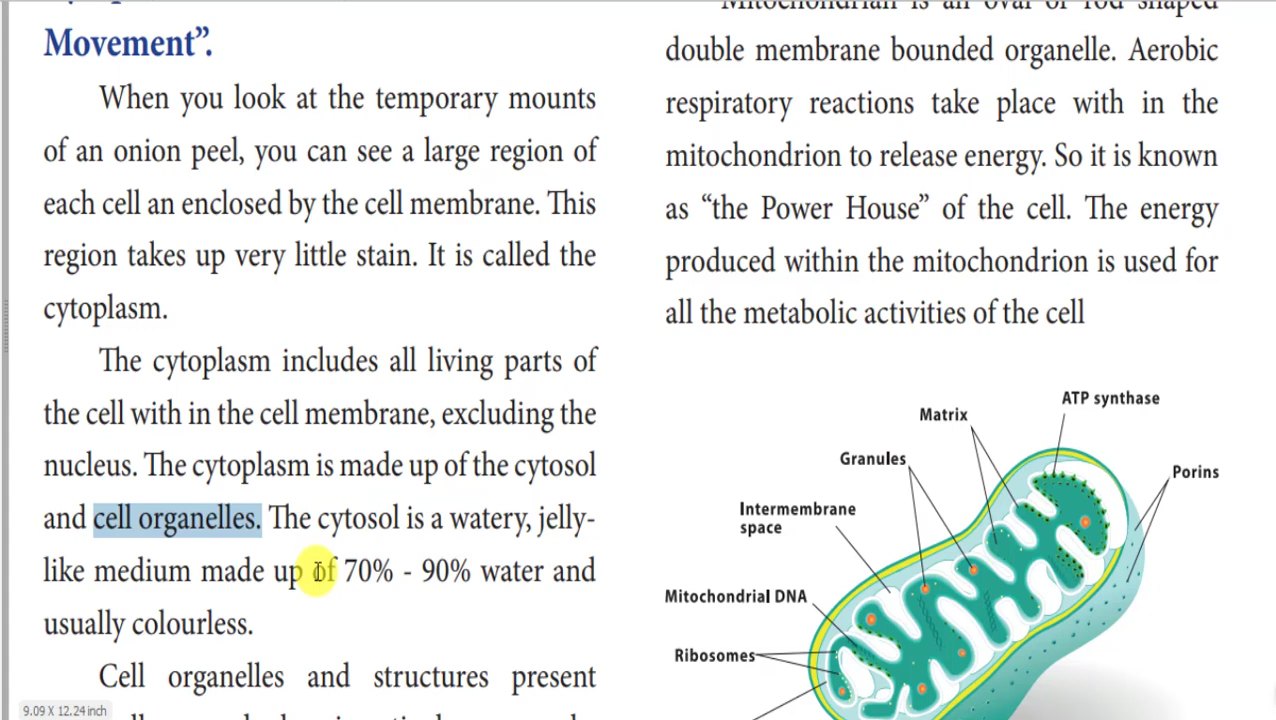 Movement”.
When you look at the temporary mounts
of an onion peel, you can see a large region of
each cell an enclosed by the cell membrane. This
region takes up very little stain. It is called the
cytoplasm.
The cytoplasm includes all living parts of
the cell with in the cell membrane, excluding the
nucleus. The cytoplasm is made up of the cytosol
and cell organelles. The cytosol is a watery, jelly-
like medium made up of 70% - 90% water and
usually colourless.
Cell organelles and structures present
Mitochondrian is an oval or rod shaped
double membrane bounded organelle. Aerobic
respiratory reactions take place with in the
mitochondrion to release energy. So it is known
as “the Power House” of the cell. The energy
produced within the mitochondrion is used for
all the metabolic activities of the cell
ATP synthase
Matrix
Granules
Porins
Intermembrane
space
Mitochondrial DNA
Ribosomes
9.09 X 12.24 inch